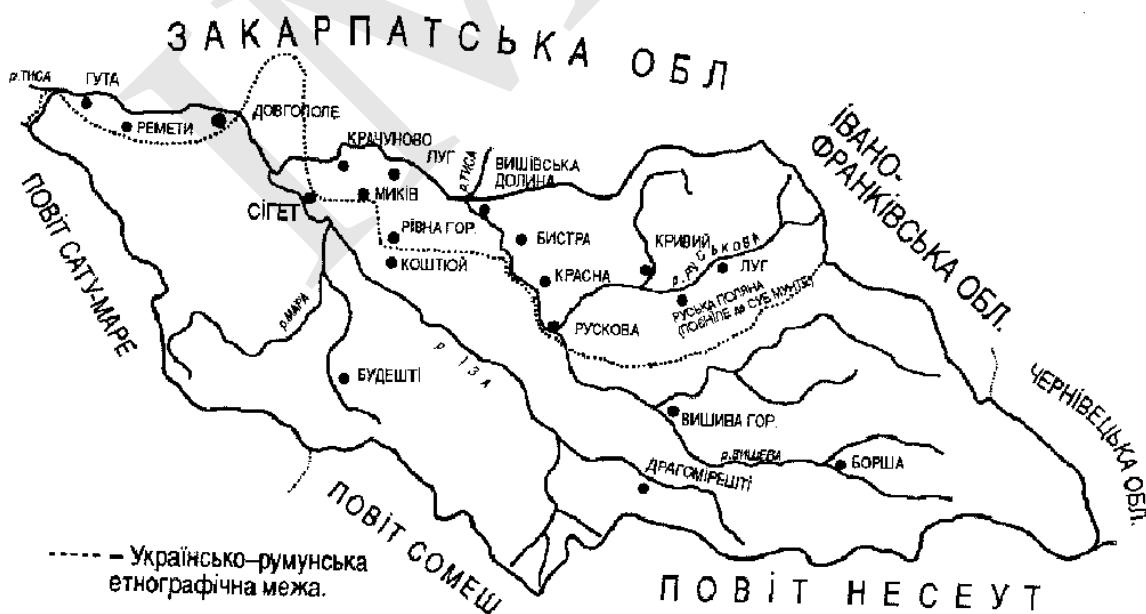 ЗАКАРПАТСЬКА ОБЛ
р.ТИСА
ГУТА
РЕМЕТИ
ДОВГОПОЛЕ
КРАЧУНОВО
ЛУГ
р.ТИСА
ВИШІВСЬКА
ДОЛИНА
ІВАНО-
ФРАНКІВСЬКА ОБЛ.
ПОВІТ САТУ-МАРЕ
СІГЕТ
МИКІВ
РІВНА ГОР.
КОШТЮЙ
БИСТРА
КРАСНА
КРИВИЙ
р.РУСЬКОВА
ЛУГ
РУСЬКА ПОЛЯНА
РУСКОВА
р.МАРА
р ІЗА
БУДЕШТІ
ВИШИВА ГОР.
р.ВИШЕВА
БОРША
ДРАГОМІРЕШТІ
ЧЕРНІВЕЦЬКА ОБЛ.
ПОВІТ СОМЕШ
ПОВІТ НЕСЕУТ
----- – Українсько–румунська
етнографічна межа.